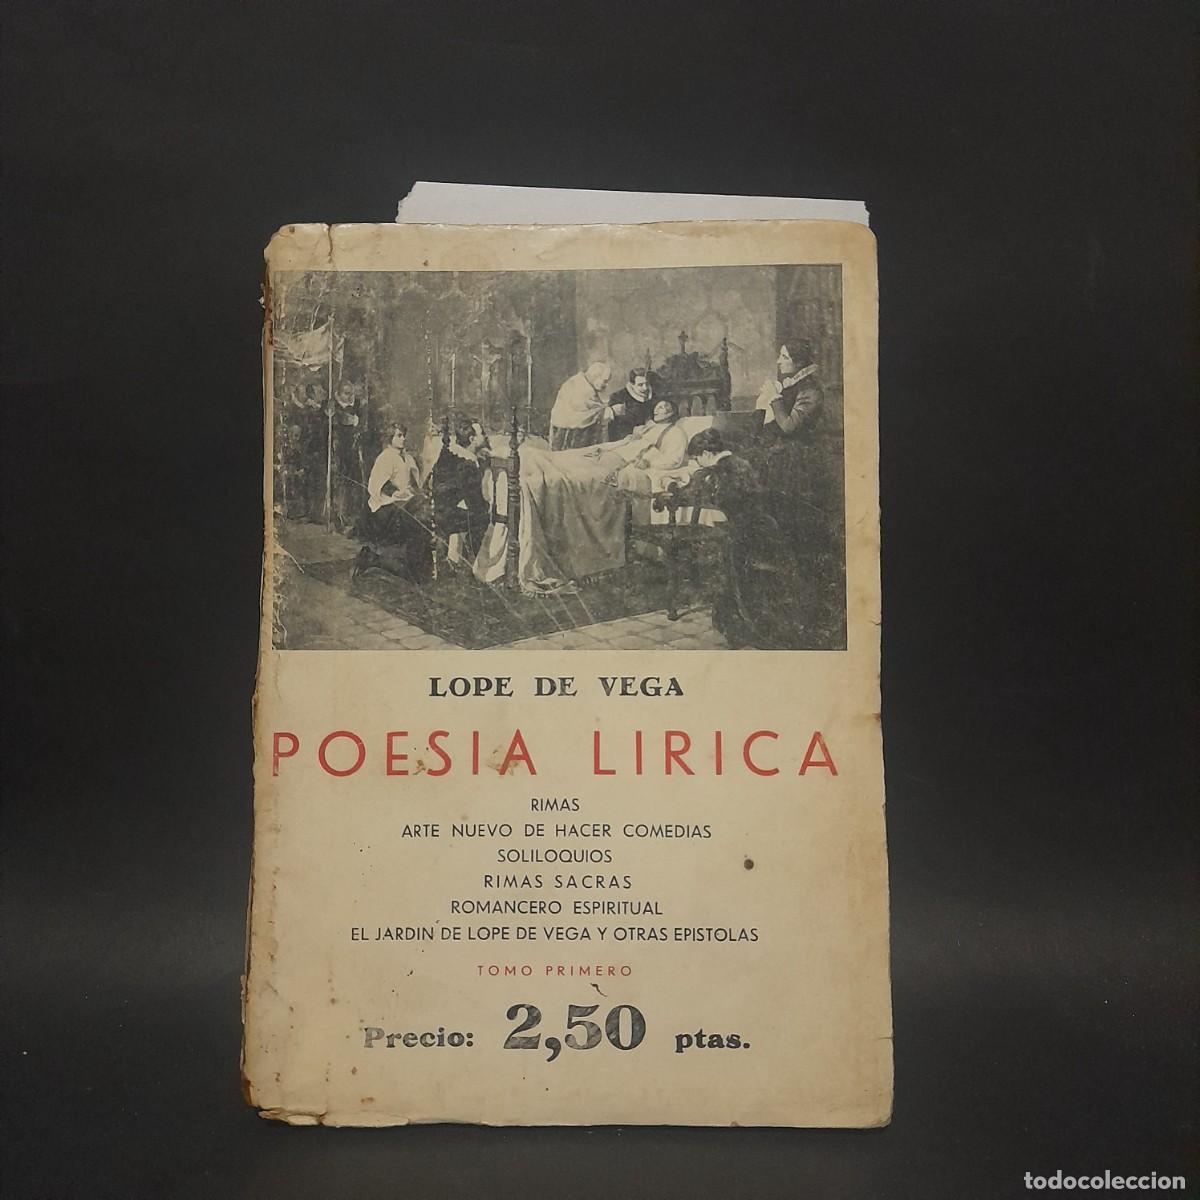 LOPE DE VEGA
POESIA LIRICA
RIMAS
ARTE NUEVO DE HACER COMEDIAS
SOLILOQUIOS
RIMAS SACRAS
ROMANCERO ESPIRITUAL
EL JARDIN DE LOPE DE VEGA Y OTRAS EPISTOLAS
TOMO PRIMERO
Precio: 2,50 ptas.
todocoleccion